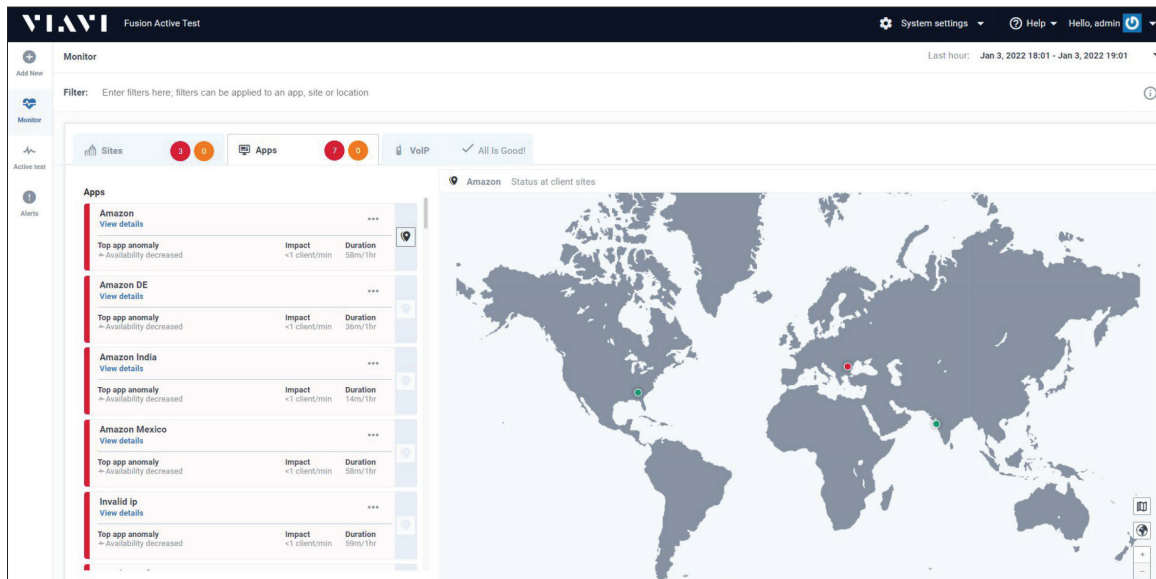 VIAVI Fusion Active Test
System settings Help Hello, admin
Add New
Monitor
Active test
Alerts
Monitor
Last hour: Jan 3, 2022 18:01 - Jan 3, 2022 19:01
Filter: Enter filters here; filters can be applied to an app, site or location
Sites 3 0 Apps 7 0 VoIP All Is Good!
Apps
Amazon
View details
Top app anomaly Impact Duration
Availability decreased <1 client/min 58m/1hr
Amazon DE
View details
Top app anomaly Impact Duration
Availability decreased <1 client/min 36m/1hr
Amazon India
View details
Top app anomaly Impact Duration
Availability decreased <1 client/min 14m/1hr
Amazon Mexico
View details
Top app anomaly Impact Duration
Availability decreased <1 client/min 58m/1hr
Invalid ip
View details
Top app anomaly Impact Duration
Availability decreased <1 client/min 59m/1hr
Amazon Status at client sites
+
−